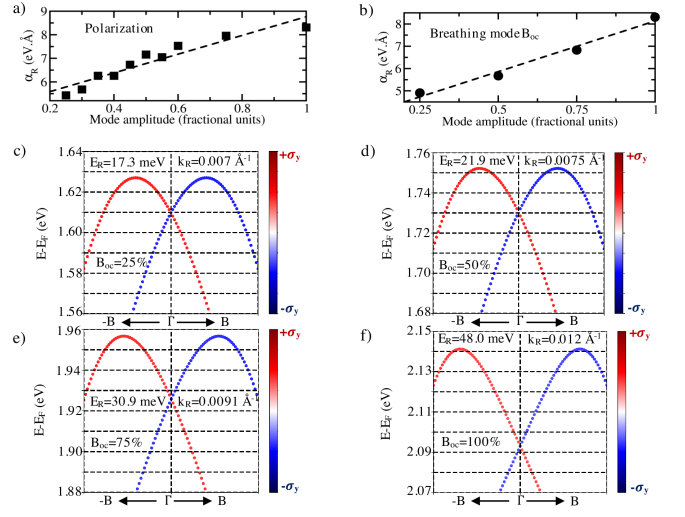 a)
Polarization
α_R (eV.Å)
9
8
7
6
0.2
0.4
0.6
0.8
1
Mode amplitude (fractional units)
b)
Breathing mode B_oc
α_R (eV.Å)
8
7
6
5
0.25
0.5
0.75
1
Mode amplitude (fractional units)
c)
E_R=17.3 meV k_R=0.007 Å⁻¹
B_oc=25%
E-E_F (eV)
1.64
1.62
1.60
1.58
1.56
-B Γ B
+σ_y
-σ_y
d)
E_R=21.9 meV k_R=0.0075 Å⁻¹
B_oc=50%
E-E_F (eV)
1.76
1.74
1.72
1.70
1.68
-B Γ B
+σ_y
-σ_y
e)
E_R=30.9 meV k_R=0.0091 Å⁻¹
B_oc=75%
E-E_F (eV)
1.96
1.94
1.92
1.90
1.88
-B Γ B
+σ_y
-σ_y
f)
E_R=48.0 meV k_R=0.012 Å⁻¹
B_oc=100%
E-E_F (eV)
2.15
2.13
2.11
2.09
2.07
-B Γ B
+σ_y
-σ_y